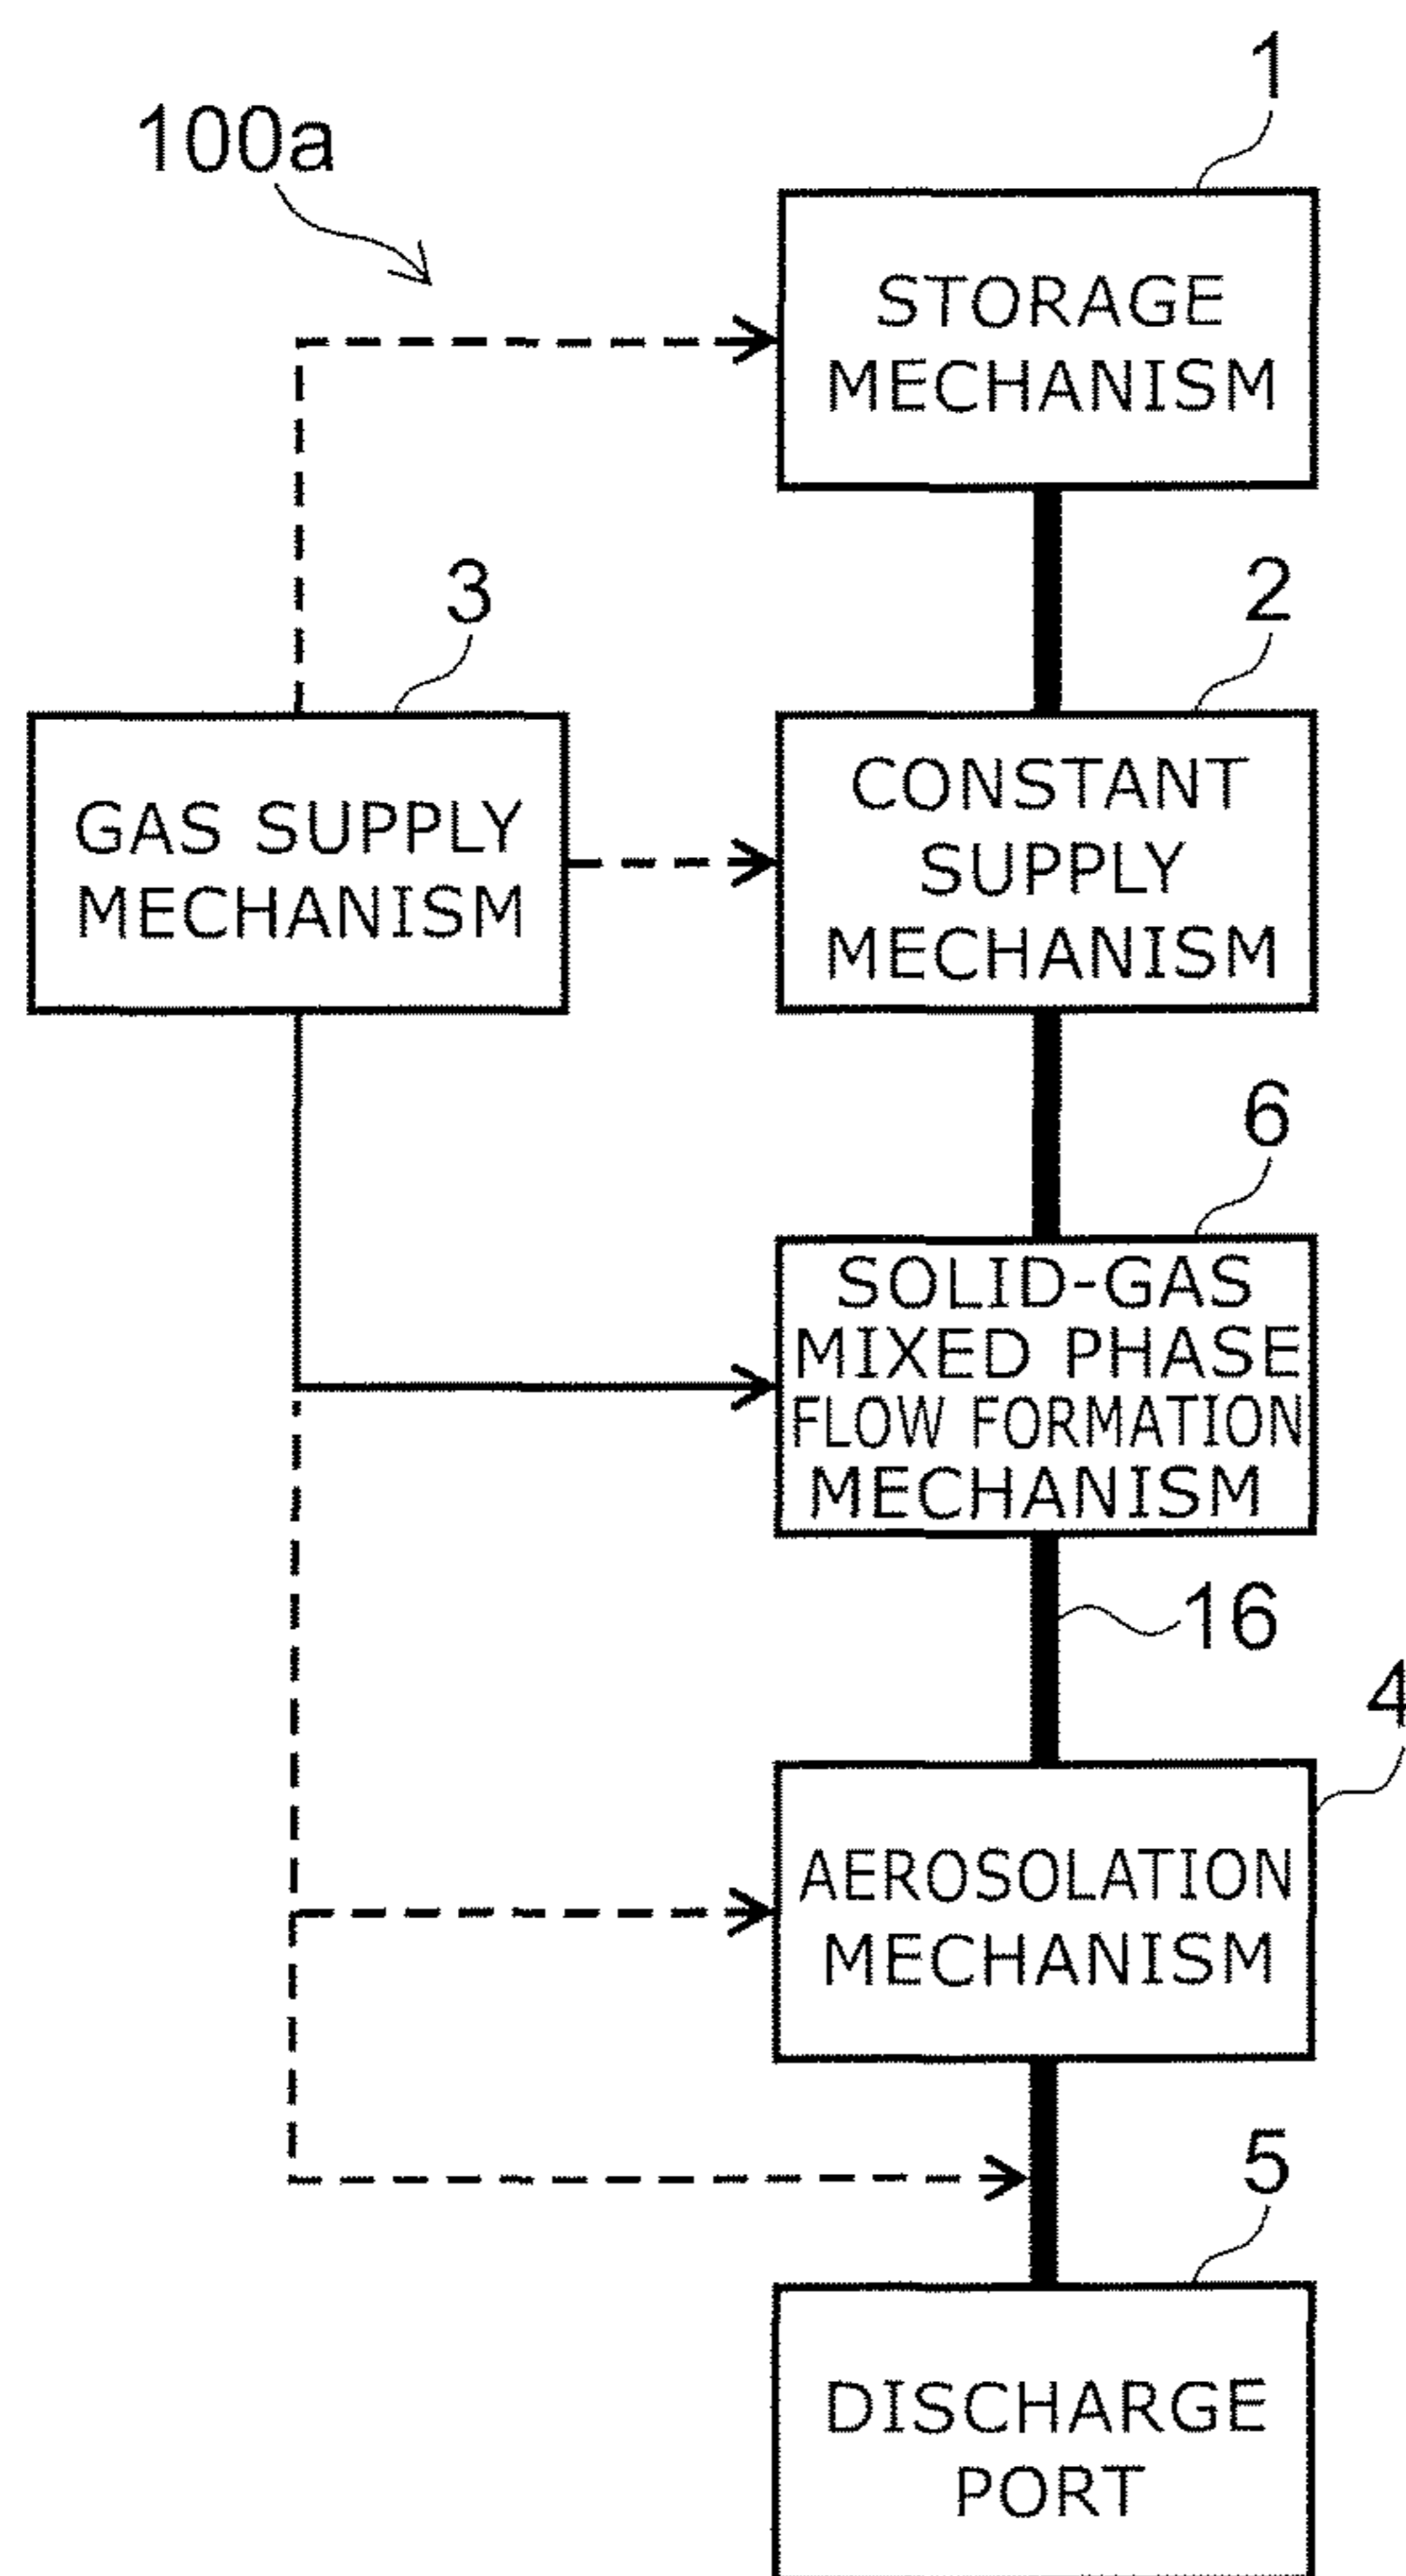 1
100a
STORAGE
MECHANISM
3
2
GAS SUPPLY
MECHANISM
CONSTANT
SUPPLY
MECHANISM
6
SOLID-GAS
MIXED PHASE
FLOW FORMATION
MECHANISM
16
4
AEROSOLATION
MECHANISM
5
DISCHARGE
PORT